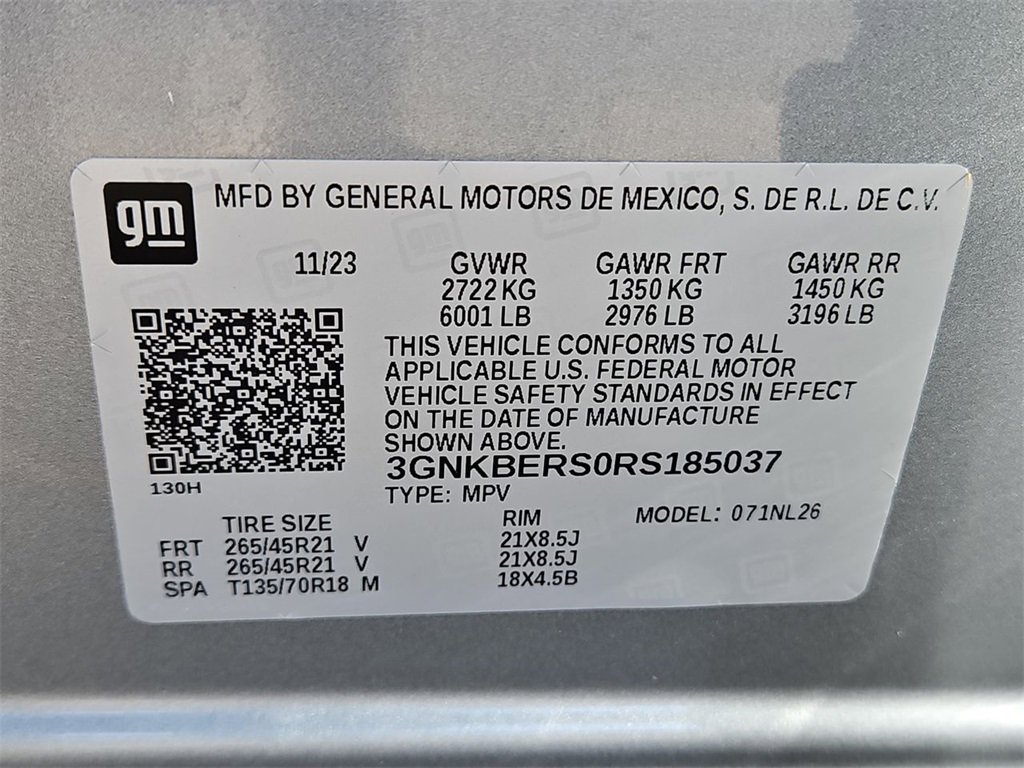 gm
MFD BY GENERAL MOTORS DE MEXICO, S. DE R.L. DE C.V.
11/23 GVWR GAWR FRT GAWR RR
2722 KG 1350 KG 1450 KG
6001 LB 2976 LB 3196 LB
THIS VEHICLE CONFORMS TO ALL
APPLICABLE U.S. FEDERAL MOTOR
VEHICLE SAFETY STANDARDS IN EFFECT
ON THE DATE OF MANUFACTURE
SHOWN ABOVE.
3GNKBERS0RS185037
130H
TYPE: MPV
MODEL: 071NL26
TIRE SIZE RIM
FRT 265/45R21 V 21X8.5J
RR 265/45R21 V 21X8.5J
SPA T135/70R18 M 18X4.5B